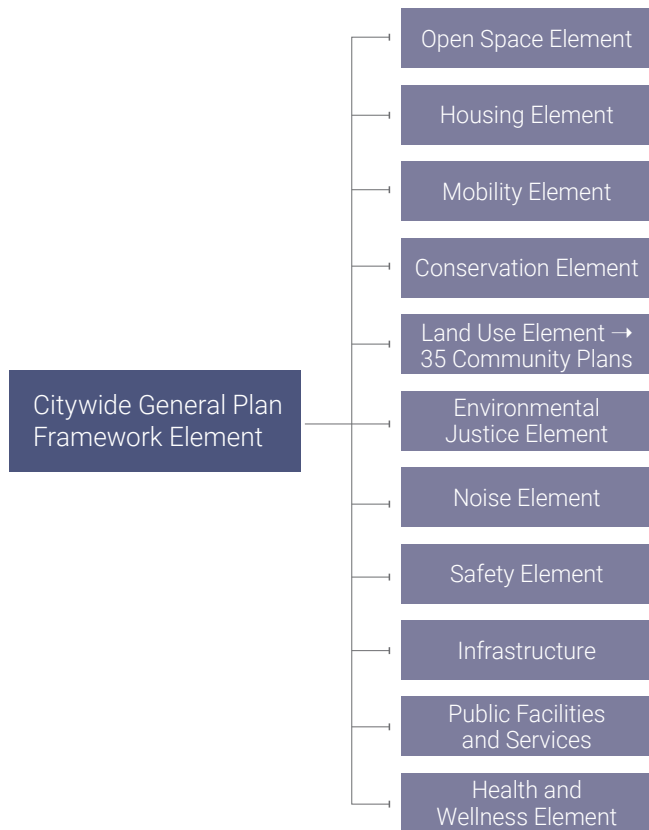 Open Space Element
Housing Element
Mobility Element
Conservation Element
Land Use Element →
35 Community Plans
Citywide General Plan
Framework Element
Environmental
Justice Element
Noise Element
Safety Element
Infrastructure
Public Facilities
and Services
Health and
Wellness Element